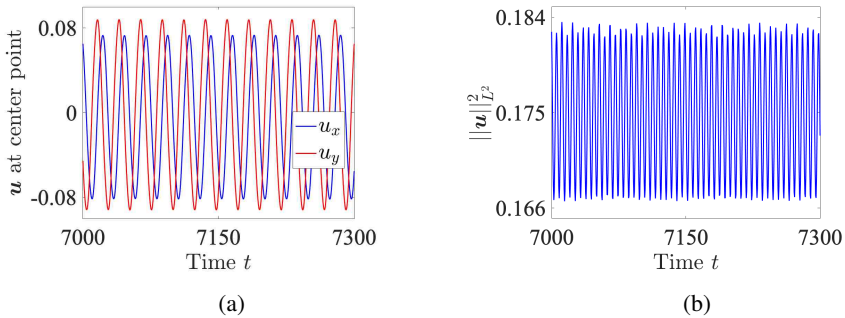 u at center point
0.08
0
-0.08
u_x
u_y
7000
7150
7300
Time t
(a)
||u||²_{L²}
0.184
0.175
0.166
7000
7150
7300
Time t
(b)